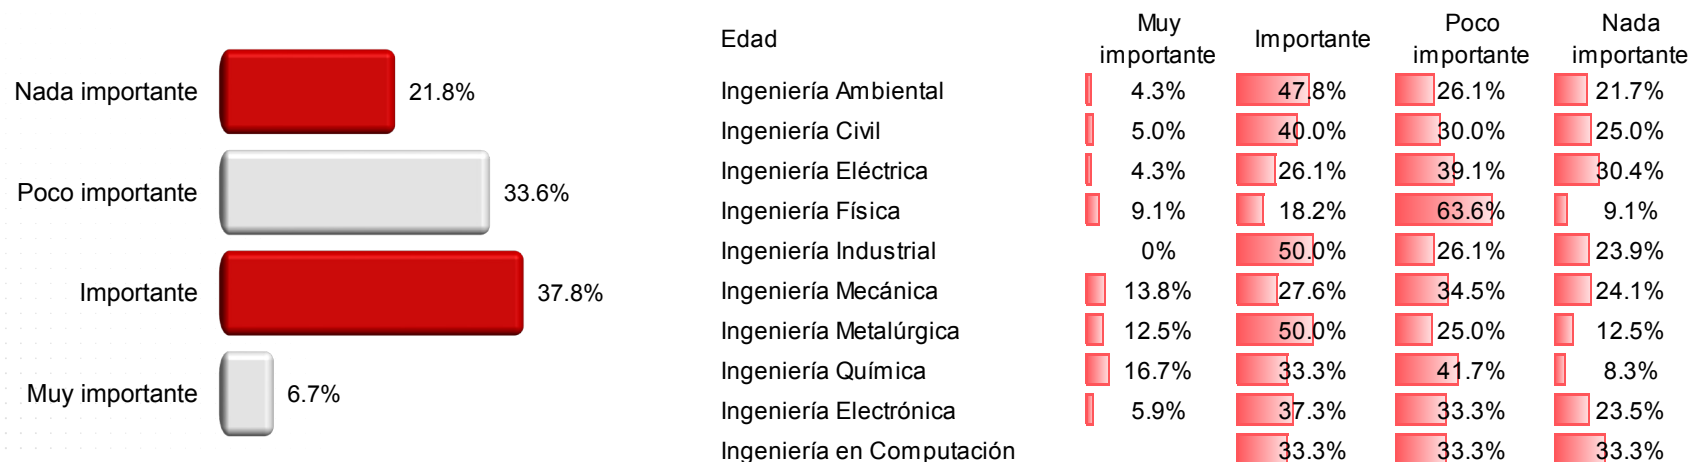 Nada importante 21.8%
Poco importante 33.6%
Importante 37.8%
Muy importante 6.7%
Edad Muy importante Importante Poco importante Nada importante
Ingeniería Ambiental 4.3% 47.8% 26.1% 21.7%
Ingeniería Civil 5.0% 40.0% 30.0% 25.0%
Ingeniería Eléctrica 4.3% 26.1% 39.1% 30.4%
Ingeniería Física 9.1% 18.2% 63.6% 9.1%
Ingeniería Industrial 0% 50.0% 26.1% 23.9%
Ingeniería Mecánica 13.8% 27.6% 34.5% 24.1%
Ingeniería Metalúrgica 12.5% 50.0% 25.0% 12.5%
Ingeniería Química 16.7% 33.3% 41.7% 8.3%
Ingeniería Electrónica 5.9% 37.3% 33.3% 23.5%
Ingeniería en Computación 33.3% 33.3% 33.3%